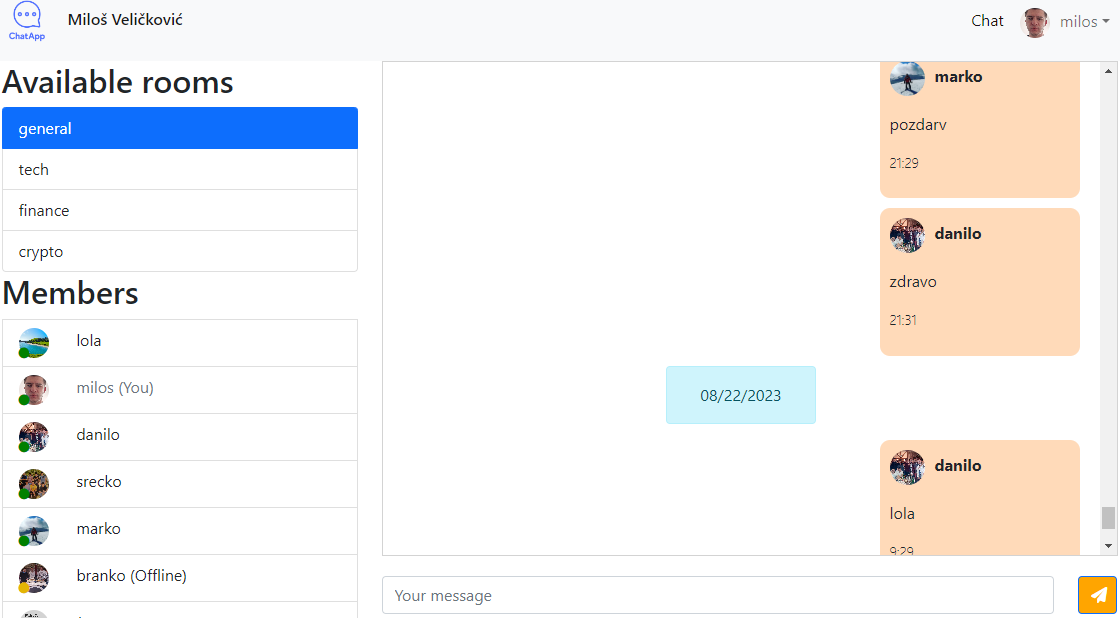 ChatApp
Miloš Veličković
Chat
milos
Available rooms
general
tech
finance
crypto
Members
lola
milos (You)
danilo
srecko
marko
branko (Offline)
marko
pozdarv
21:29
danilo
zdravo
21:31
08/22/2023
danilo
lola
9:29
Your message